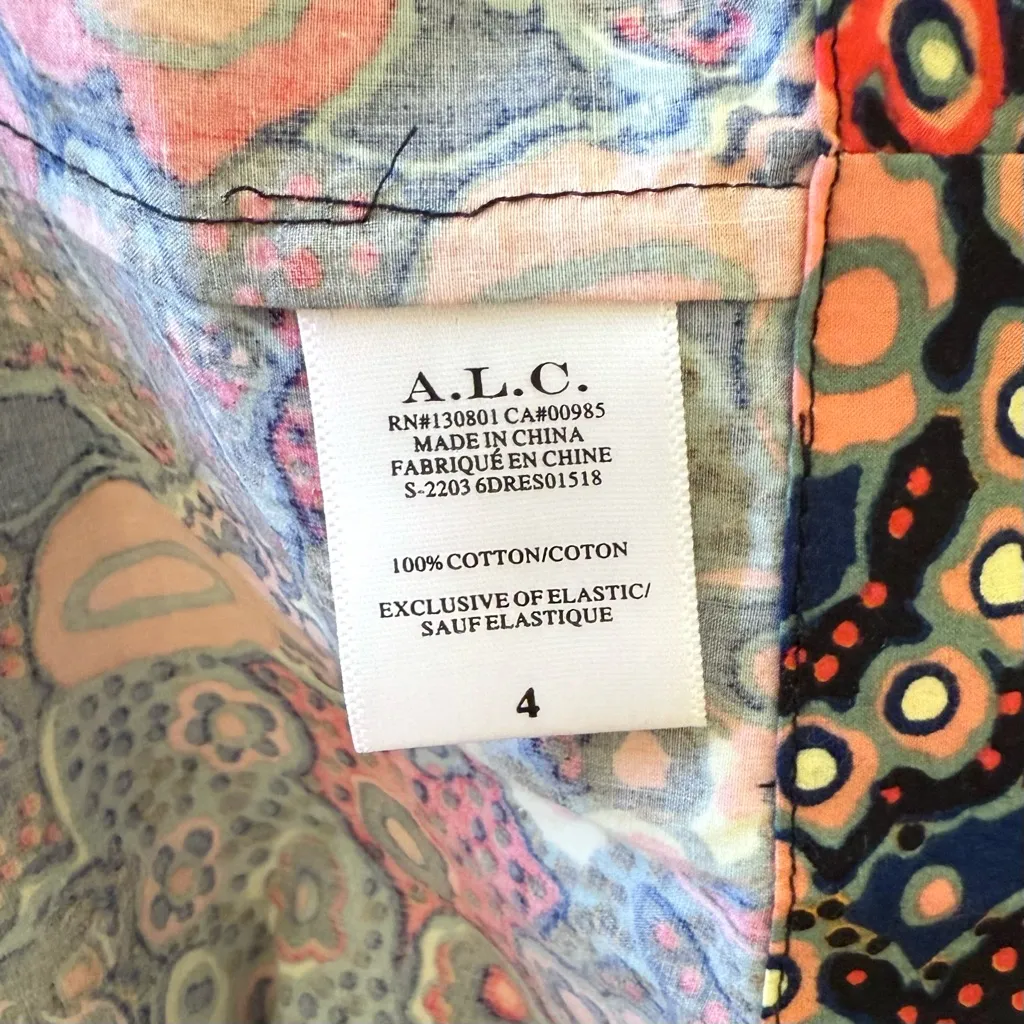 A.L.C.
RN#130801 CA#00985
MADE IN CHINA
FABRIQUÉ EN CHINE
S-2203 6DRES01518
100% COTTON/COTON
EXCLUSIVE OF ELASTIC/
SAUF ELASTIQUE
4